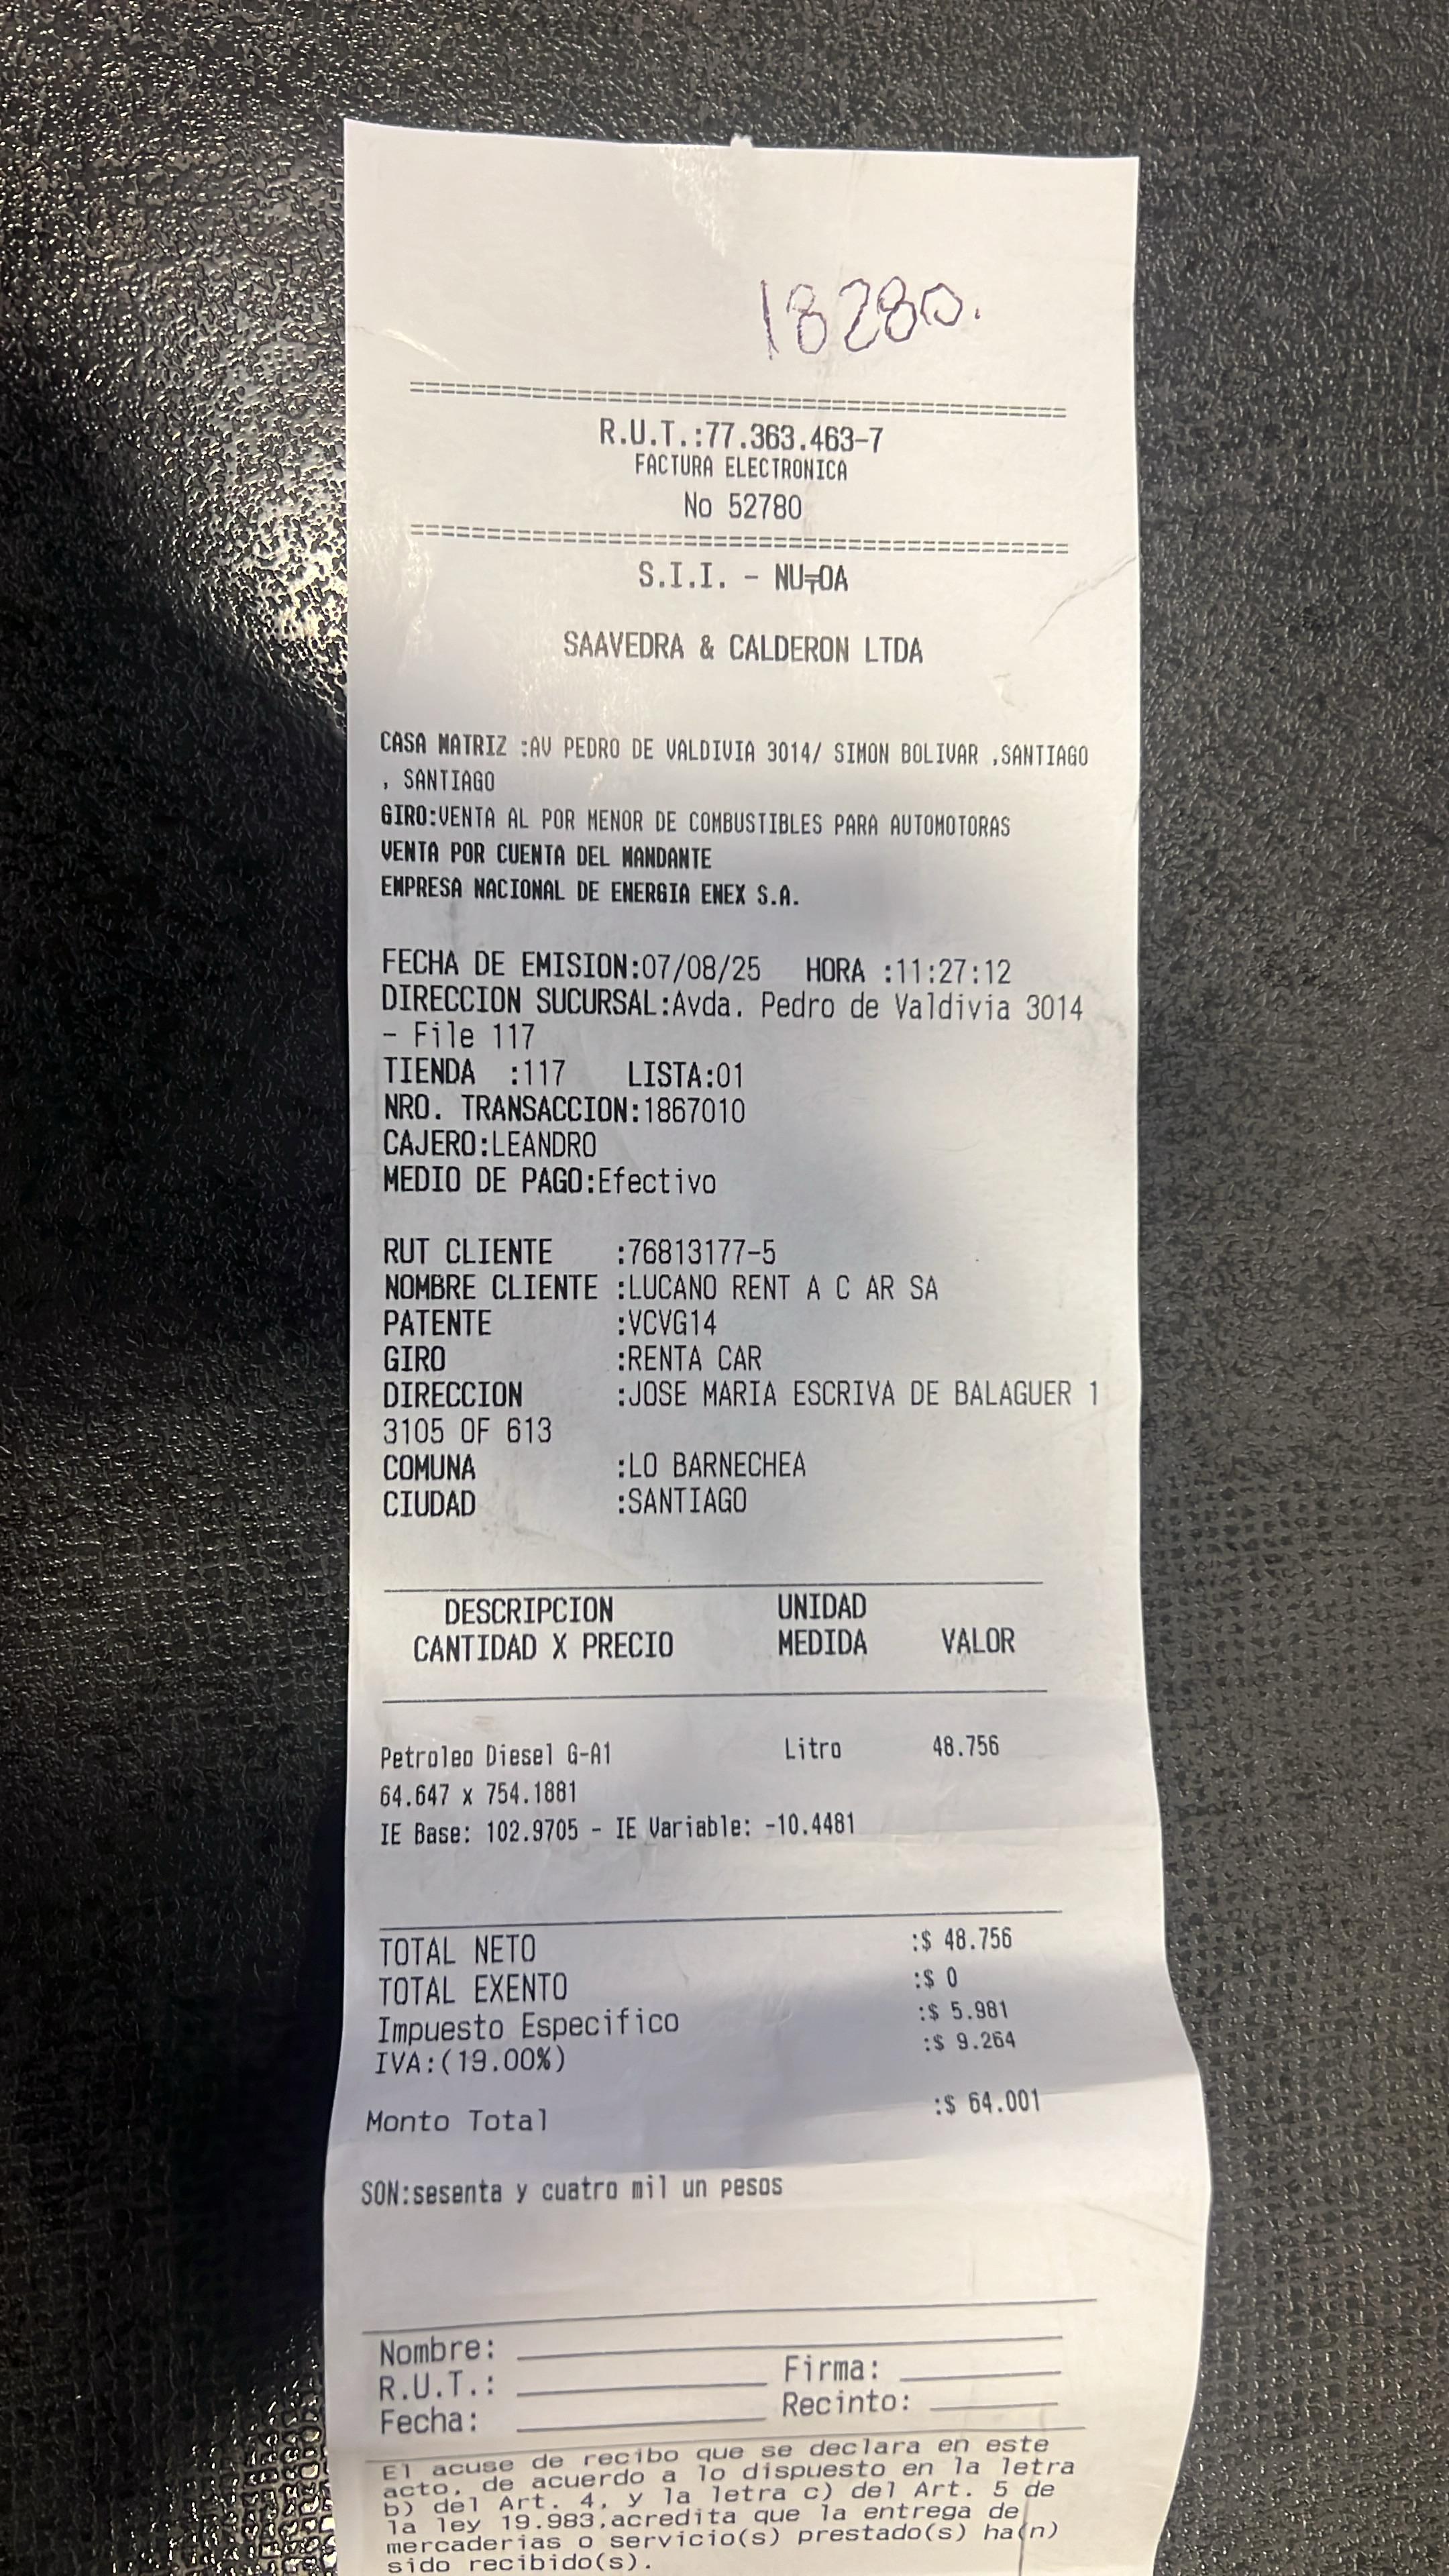 18280.
========================================
R.U.T.:77.363.463-7
FACTURA ELECTRONICA
No 52780
========================================
S.I.I. - NU╤OA
SAAVEDRA & CALDERON LTDA
CASA MATRIZ :AV PEDRO DE VALDIVIA 3014/ SIMON BOLIVAR ,SANTIAGO
, SANTIAGO
GIRO:VENTA AL POR MENOR DE COMBUSTIBLES PARA AUTOMOTORAS
VENTA POR CUENTA DEL MANDANTE
EMPRESA NACIONAL DE ENERGIA ENEX S.A.
FECHA DE EMISION:07/08/25 HORA :11:27:12
DIRECCION SUCURSAL:Avda. Pedro de Valdivia 3014
- File 117
TIENDA :117 LISTA:01
NRO. TRANSACCION:1867010
CAJERO:LEANDRO
MEDIO DE PAGO:Efectivo
RUT CLIENTE :76813177-5
NOMBRE CLIENTE :LUCANO RENT A C AR SA
PATENTE :VCVG14
GIRO :RENTA CAR
DIRECCION :JOSE MARIA ESCRIVA DE BALAGUER 1
3105 OF 613
COMUNA :LO BARNECHEA
CIUDAD :SANTIAGO
DESCRIPCION UNIDAD
CANTIDAD X PRECIO MEDIDA VALOR
Petroleo Diesel G-A1 Litro 48.756
64.647 x 754.1881
IE Base: 102.9705 - IE Variable: -10.4481
TOTAL NETO :$ 48.756
TOTAL EXENTO :$ 0
Impuesto Especifico :$ 5.981
IVA:(19.00%) :$ 9.264
Monto Total :$ 64.001
SON:sesenta y cuatro mil un pesos
Nombre:
R.U.T.: Firma:
Fecha: Recinto:
El acuse de recibo que se declara en este
acto, de acuerdo a lo dispuesto en la letra
b) del Art. 4, y la letra c) del Art. 5 de
la ley 19.983,acredita que la entrega de
mercaderias o servicio(s) prestado(s) ha(n)
sido recibido(s).